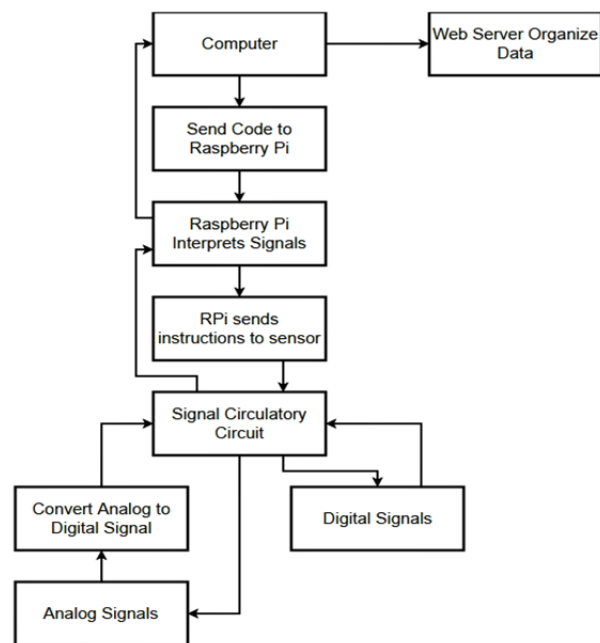 Computer
Web Server Organize
Data
Send Code to
Raspberry Pi
Raspberry Pi
Interprets Signals
RPi sends
instructions to sensor
Signal Circulatory
Circuit
Convert Analog to
Digital Signal
Digital Signals
Analog Signals